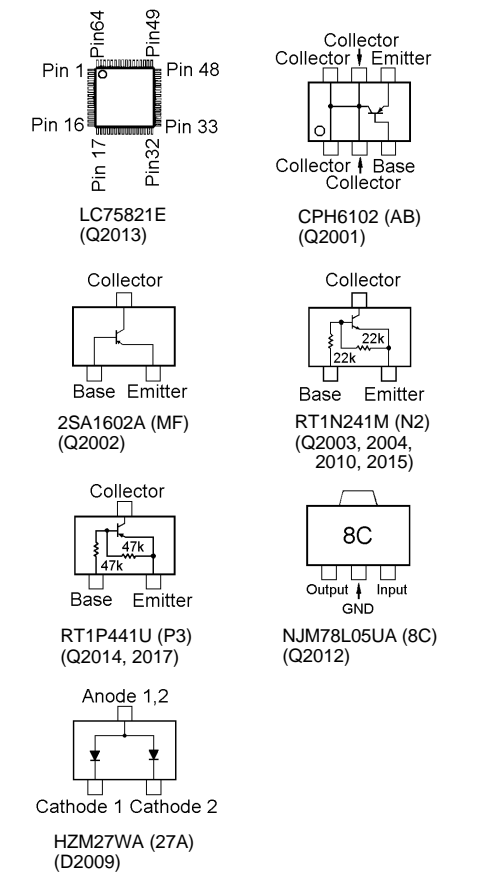 Pin64
Pin49
Pin 1
Pin 48
Pin 16
Pin 33
Pin 17
Pin32
LC75821E
(Q2013)
Collector
Collector
Emitter
Collector
Base
Collector
CPH6102 (AB)
(Q2001)
Collector
Base
Emitter
2SA1602A (MF)
(Q2002)
Collector
22k
22k
Base
Emitter
RT1N241M (N2)
(Q2003, 2004,
2010, 2015)
Collector
47k
47k
Base
Emitter
RT1P441U (P3)
(Q2014, 2017)
8C
Output
Input
GND
NJM78L05UA (8C)
(Q2012)
Anode 1,2
Cathode 1
Cathode 2
HZM27WA (27A)
(D2009)